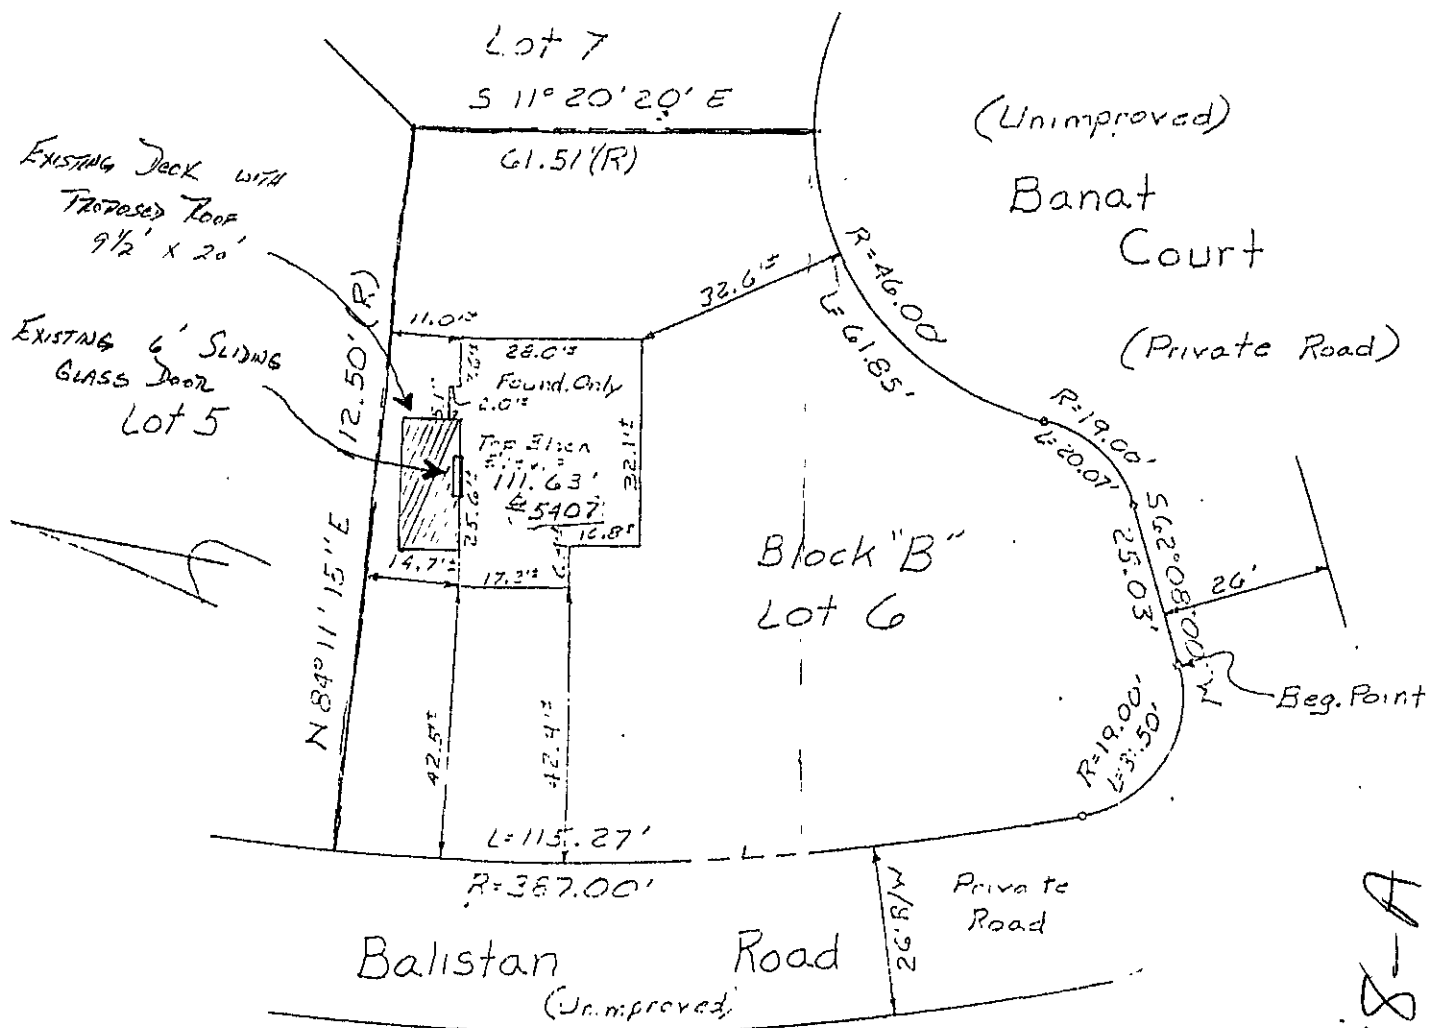 Lot 7
S 11° 20' 20' E
61.51'(R)
(Unimproved)
Banat
Court
(Private Road)
EXISTING DECK WITH
PROPOSED ROOF
9 1/2' X 20'
EXISTING 6' SLIDING
GLASS DOOR
Lot 5
N 84° 11' 15" E 12.50' (R)
11.0'±
28.0'±
Found. Only
2.0'±
5.1'±
32.1'±
32.6'±
R=46.00'
L=61.85'
R=19.00'
L=20.07'
S62°08'00"W
25.03'
26'
Beg. Point
111.63'
#5407
25.6'±
16.8'±
14.7'±
17.3'±
42.5'±
42.4'±
Block "B"
Lot 6
R=19.00'
L=31.50'
L=115.27'
R=387.00'
26' R/W
Private
Road
Balistan Road
(Unimproved)
8-A